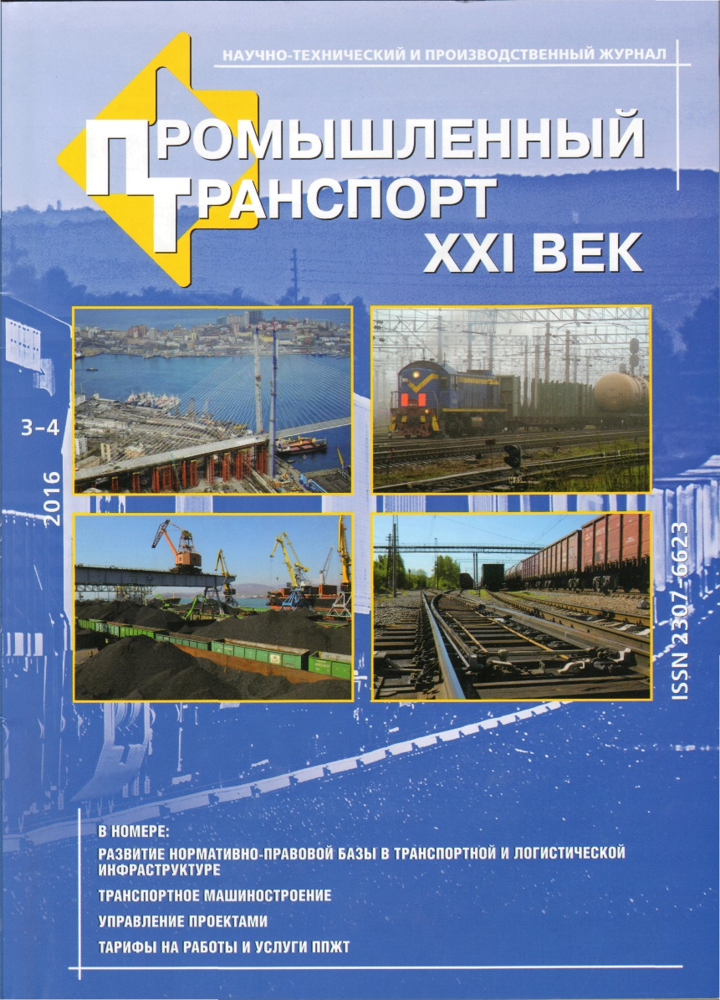 НАУЧНО-ТЕХНИЧЕСКИЙ И ПРОИЗВОДСТВЕННЫЙ ЖУРНАЛ
ПРОМЫШЛЕННЫЙ
ТРАНСПОРТ
XXI ВЕК
3-4
2016
ISSN 2307-6623
В НОМЕРЕ:
РАЗВИТИЕ НОРМАТИВНО-ПРАВОВОЙ БАЗЫ В ТРАНСПОРТНОЙ И ЛОГИСТИЧЕСКОЙ
ИНФРАСТРУКТУРЕ
ТРАНСПОРТНОЕ МАШИНОСТРОЕНИЕ
УПРАВЛЕНИЕ ПРОЕКТАМИ
ТАРИФЫ НА РАБОТЫ И УСЛУГИ ППЖТ